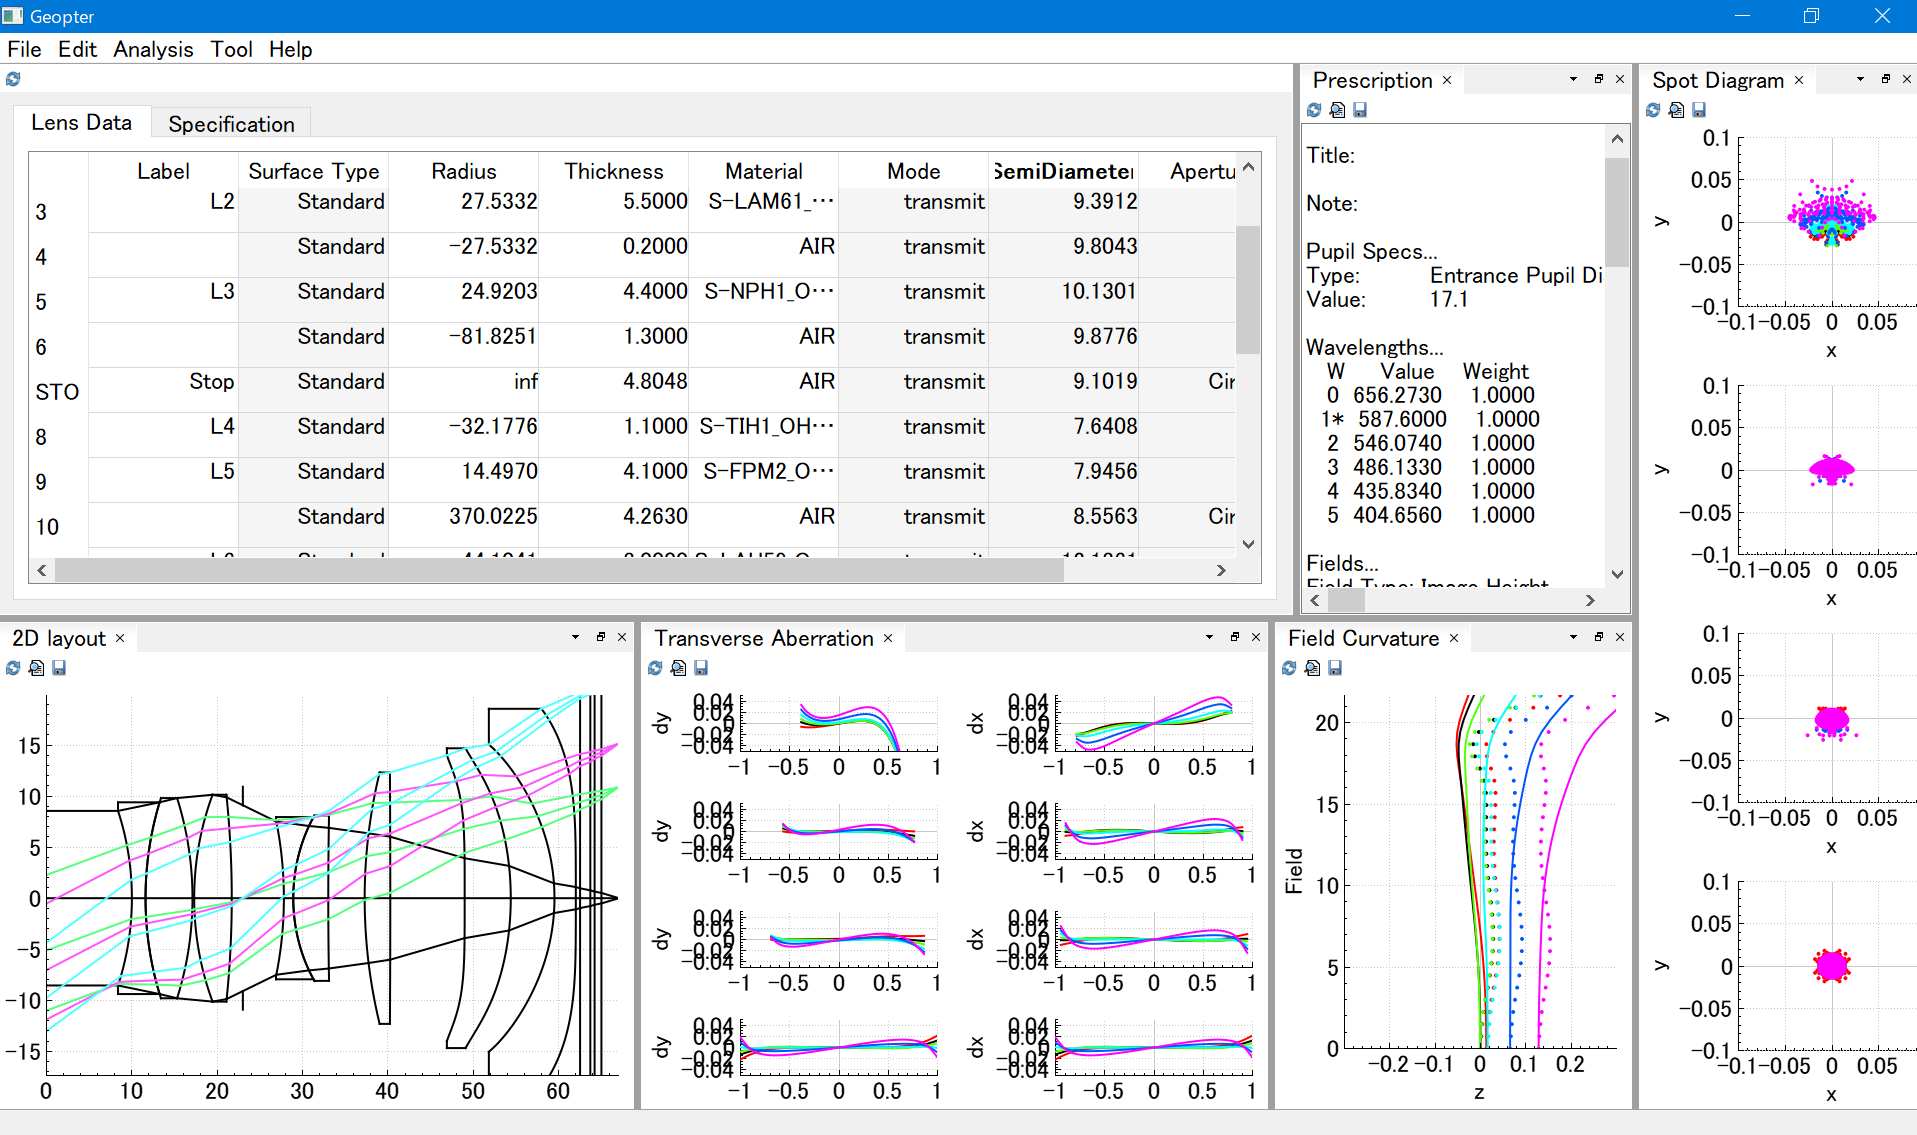 Geopter
File Edit Analysis Tool Help
Lens Data Specification
Label Surface Type Radius Thickness Material Mode SemiDiameter Apertu
3 L2 Standard 27.5332 5.5000 S-LAM61_… transmit 9.3912
4 Standard -27.5332 0.2000 AIR transmit 9.8043
5 L3 Standard 24.9203 4.4000 S-NPH1_O… transmit 10.1301
6 Standard -81.8251 1.3000 AIR transmit 9.8776
STO Stop Standard inf 4.8048 AIR transmit 9.1019 Cir
8 L4 Standard -32.1776 1.1000 S-TIH1_OH… transmit 7.6408
9 L5 Standard 14.4970 4.1000 S-FPM2_O… transmit 7.9456
10 Standard 370.0225 4.2630 AIR transmit 8.5563 Cir
Prescription
Title:
Note:
Pupil Specs...
Type: Entrance Pupil Di
Value: 17.1
Wavelengths...
W Value Weight
0 656.2730 1.0000
1* 587.6000 1.0000
2 546.0740 1.0000
3 486.1330 1.0000
4 435.8340 1.0000
5 404.6560 1.0000
Fields...
Field Type: Image Height
Spot Diagram
0.1
0.05
y 0
-0.05
-0.1
-0.1 -0.05 0 0.05
x
0.1
0.05
y 0
-0.05
-0.1
-0.1 -0.05 0 0.05
x
0.1
0.05
y 0
-0.05
-0.1
-0.1 -0.05 0 0.05
x
0.1
0.05
y 0
-0.05
-0.1
-0.1 -0.05 0 0.05
x
2D layout
15
10
5
0
-5
-10
-15
0 10 20 30 40 50 60
Transverse Aberration
dy 0.04 0.02 0 -0.02 -0.04
-1 -0.5 0 0.5 1
dx 0.04 0.02 0 -0.02 -0.04
-1 -0.5 0 0.5 1
dy 0.04 0.02 0 -0.02 -0.04
-1 -0.5 0 0.5 1
dx 0.04 0.02 0 -0.02 -0.04
-1 -0.5 0 0.5 1
dy 0.04 0.02 0 -0.02 -0.04
-1 -0.5 0 0.5 1
dx 0.04 0.02 0 -0.02 -0.04
-1 -0.5 0 0.5 1
dy 0.04 0.02 0 -0.02 -0.04
-1 -0.5 0 0.5 1
dx 0.04 0.02 0 -0.02 -0.04
-1 -0.5 0 0.5 1
Field Curvature
20
15
Field 10
5
0
-0.2 -0.1 0 0.1 0.2
z